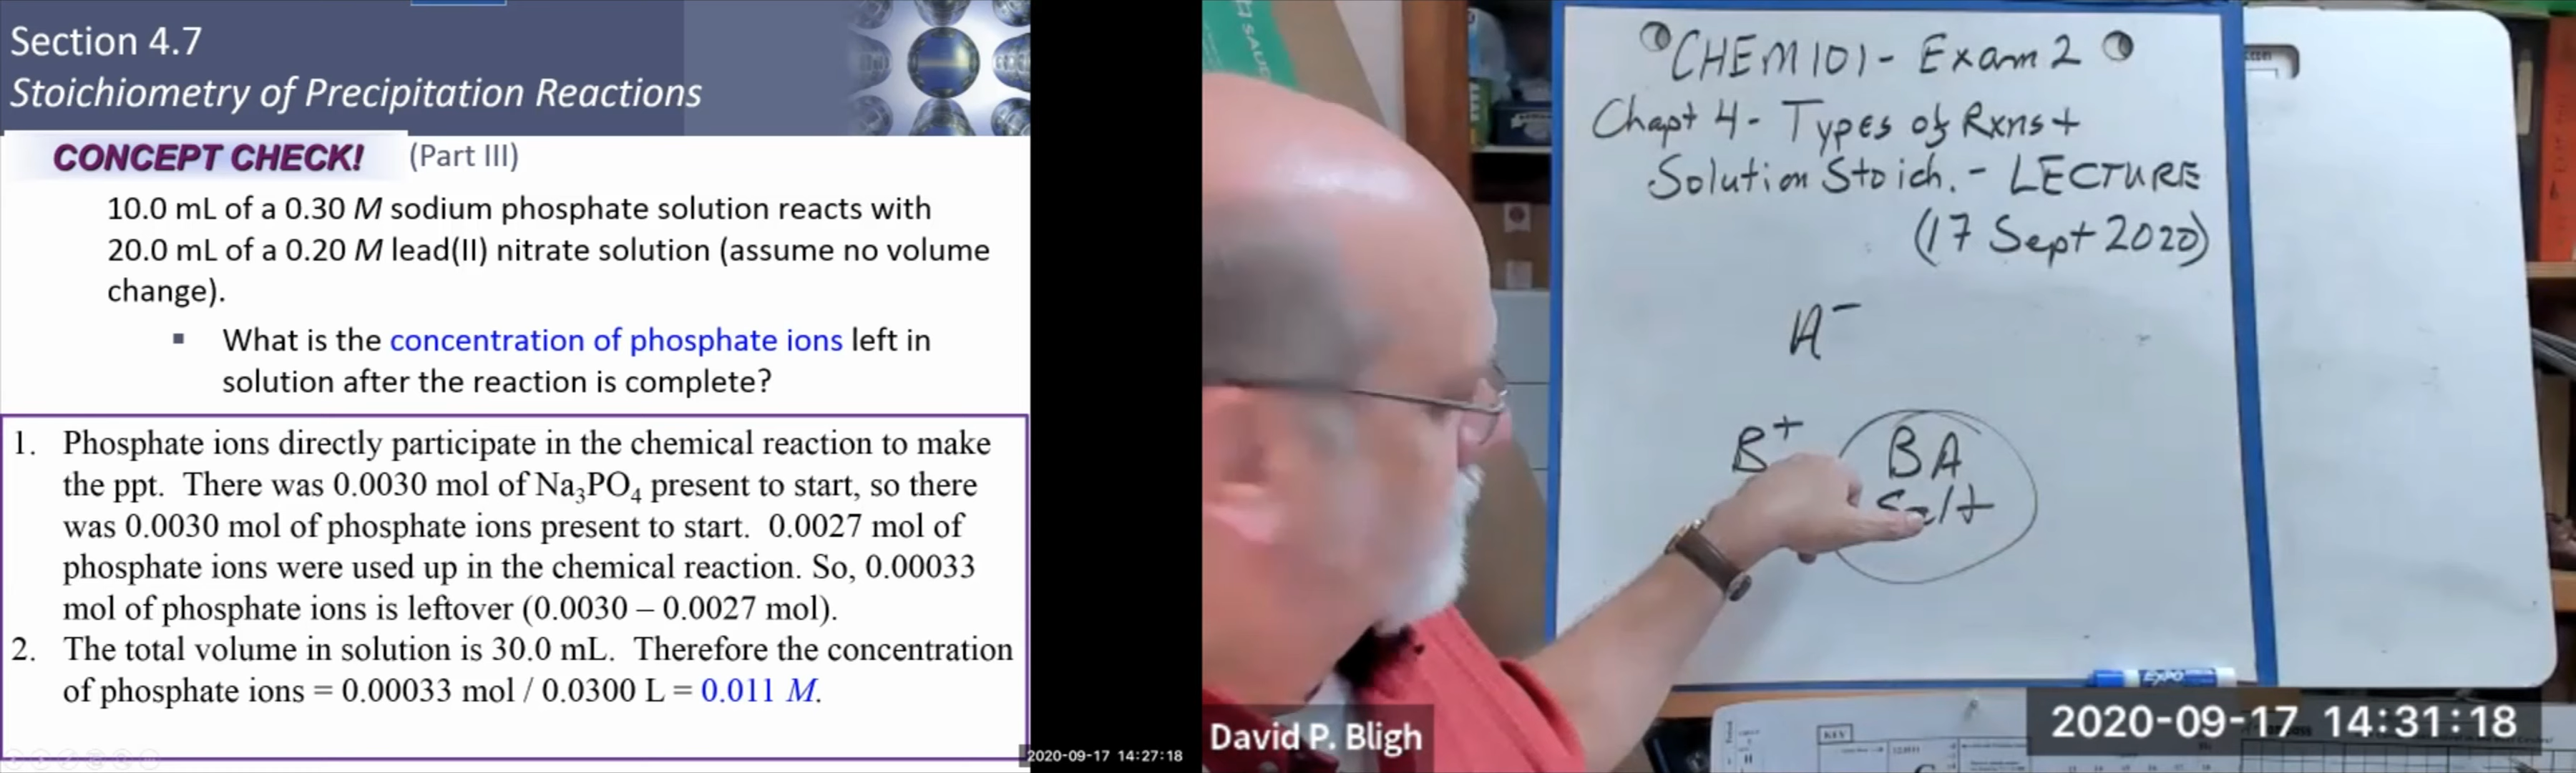 Section 4.7
Stoichiometry of Precipitation Reactions
CONCEPT CHECK! (Part III)
10.0 mL of a 0.30 M sodium phosphate solution reacts with
20.0 mL of a 0.20 M lead(II) nitrate solution (assume no volume
change).
▪ What is the concentration of phosphate ions left in
solution after the reaction is complete?
1. Phosphate ions directly participate in the chemical reaction to make
the ppt. There was 0.0030 mol of Na₃PO₄ present to start, so there
was 0.0030 mol of phosphate ions present to start. 0.0027 mol of
phosphate ions were used up in the chemical reaction. So, 0.00033
mol of phosphate ions is leftover (0.0030 – 0.0027 mol).
2. The total volume in solution is 30.0 mL. Therefore the concentration
of phosphate ions = 0.00033 mol / 0.0300 L = 0.011 M.
2020-09-17 14:27:18
CHEM 101 - Exam 2
Chapt 4 - Types of Rxns +
Solution Stoich. - LECTURE
(17 Sept 2020)
A⁻
B⁺ BA
Salt
EXPO
KEY
David P. Bligh
2020-09-17 14:31:18